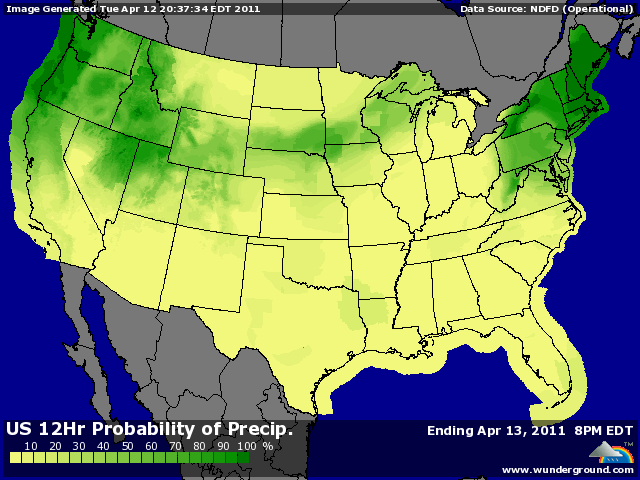 Image Generated Tue Apr 12 20:37:34 EDT 2011 Data Source: NDFD (Operational)
US 12Hr Probability of Precip.
Ending Apr 13, 2011 8PM EDT
10 20 30 40 50 60 70 80 90 100 %
TM
www.wunderground.com